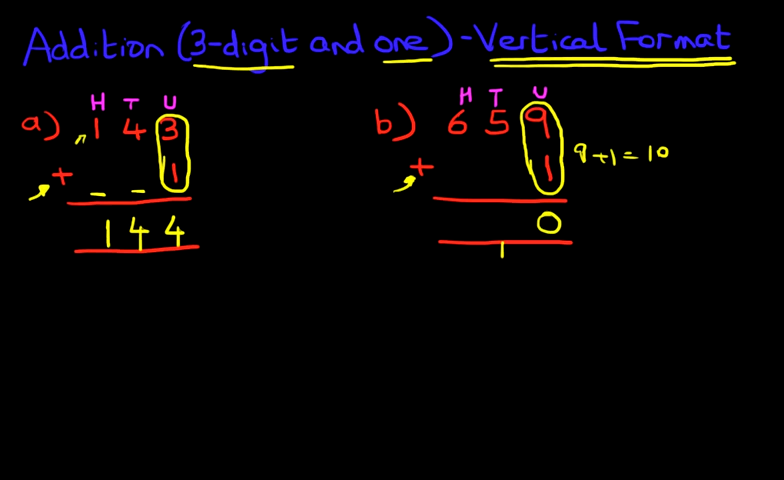 Addition (3-digit and one) - Vertical Format
H T U
a) 1 4 3
+ 1
1 4 4
H T U
b) 6 5 9
+ 1
9 + 1 = 10
0
1